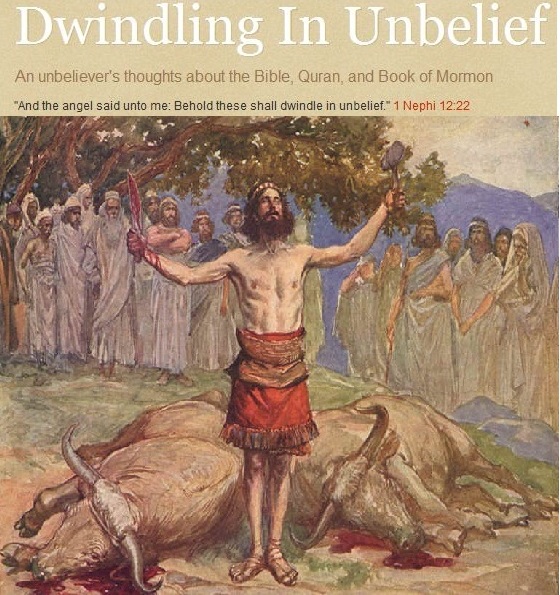 Dwindling In Unbelief
An unbeliever's thoughts about the Bible, Quran, and Book of Mormon
"And the angel said unto me: Behold these shall dwindle in unbelief." 1 Nephi 12:22